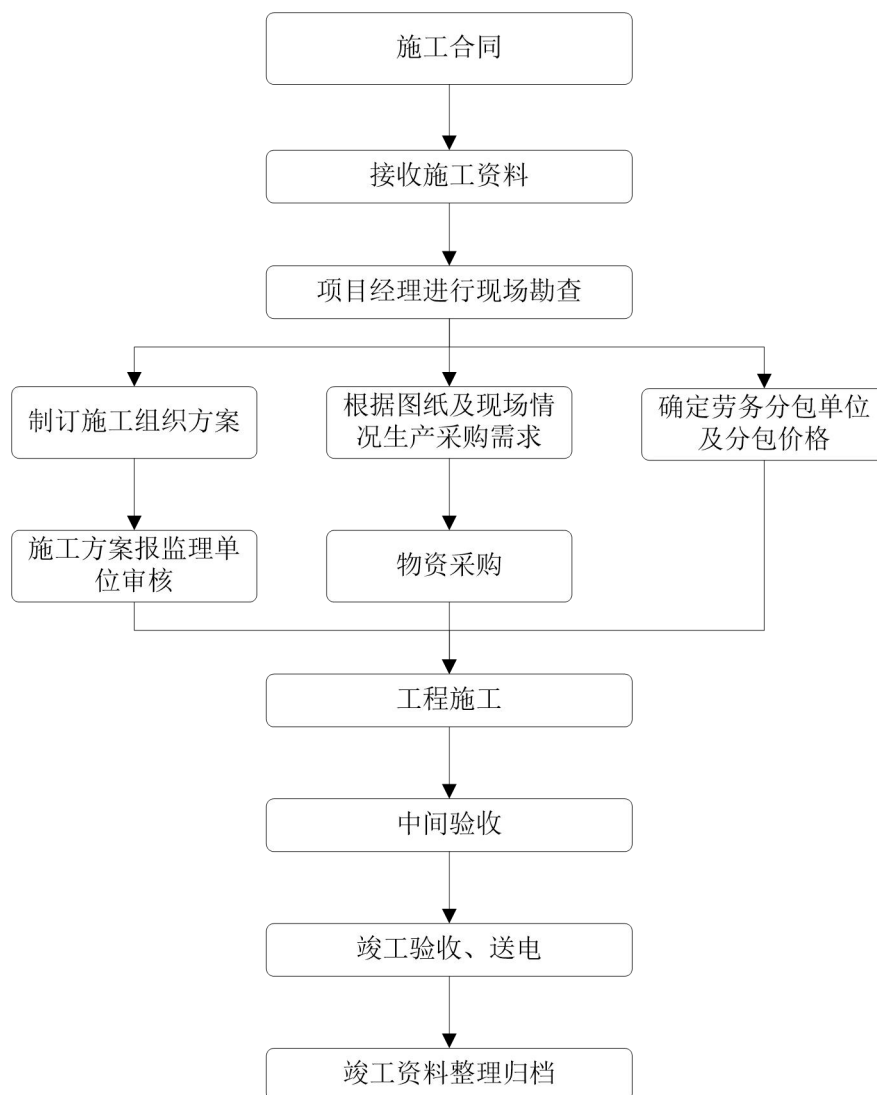 施工合同
接收施工资料
项目经理进行现场勘查
制订施工组织方案
根据图纸及现场情
况生产采购需求
确定劳务分包单位
及分包价格
施工方案报监理单
位审核
物资采购
工程施工
中间验收
竣工验收、送电
竣工资料整理归档